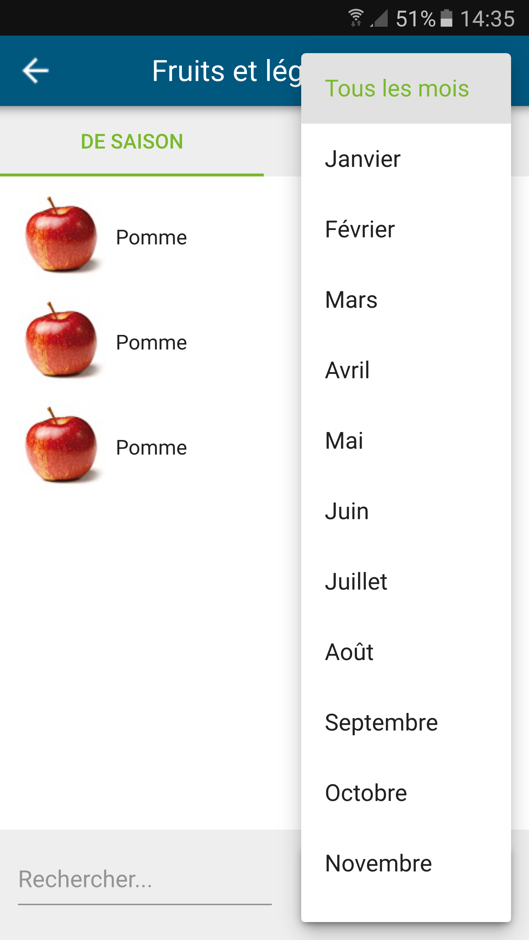 51% 14:35
Fruits et lég
Tous les mois
DE SAISON
Janvier
Pomme
Février
Mars
Pomme
Avril
Pomme
Mai
Juin
Juillet
Août
Septembre
Octobre
Novembre
Rechercher...